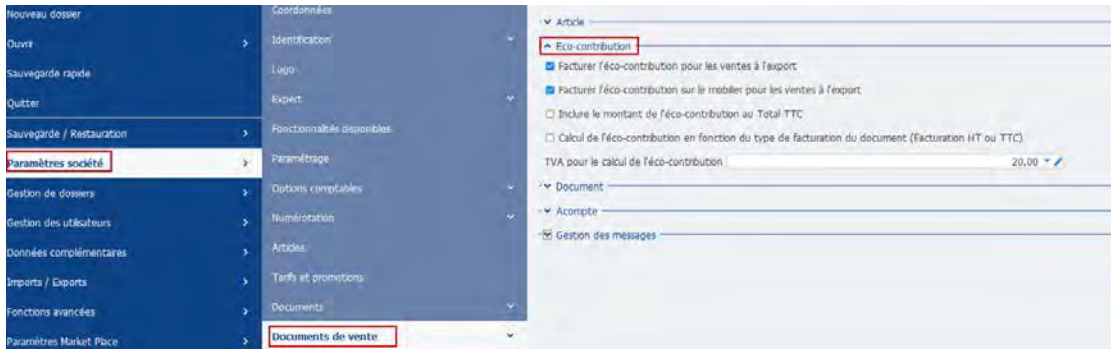 Nouveau dossier
Ouvrir
Sauvegarde rapide
Quitter
Sauvegarde / Restauration
Paramètres société
Gestion de dossiers
Gestion des utilisateurs
Données complémentaires
Imports / Exports
Fonctions avancées
Paramètres Market Place
Coordonnées
Identification
Logo
Expert
Fonctionnalités disponibles
Paramétrage
Options comptables
Numérotation
Articles
Tarifs et promotions
Documents
Documents de vente
Article
Eco-contribution
Facturer l'éco-contribution pour les ventes à l'export
Facturer l'éco-contribution sur le mobilier pour les ventes à l'export
Inclure le montant de l'éco-contribution au Total TTC
Calcul de l'éco-contribution en fonction du type de facturation du document (Facturation HT ou TTC)
TVA pour le calcul de l'éco-contribution 20,00
Document
Acompte
Gestion des messages